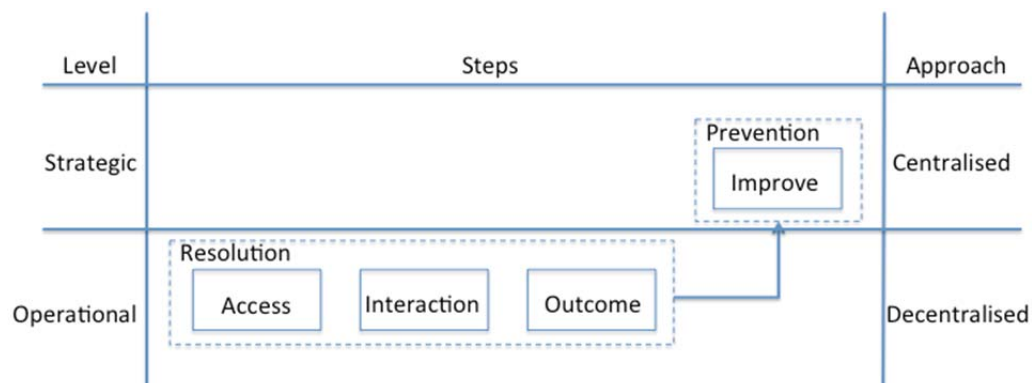 Level
Steps
Approach
Prevention
Strategic
Improve
Centralised
Resolution
Operational
Access
Interaction
Outcome
Decentralised